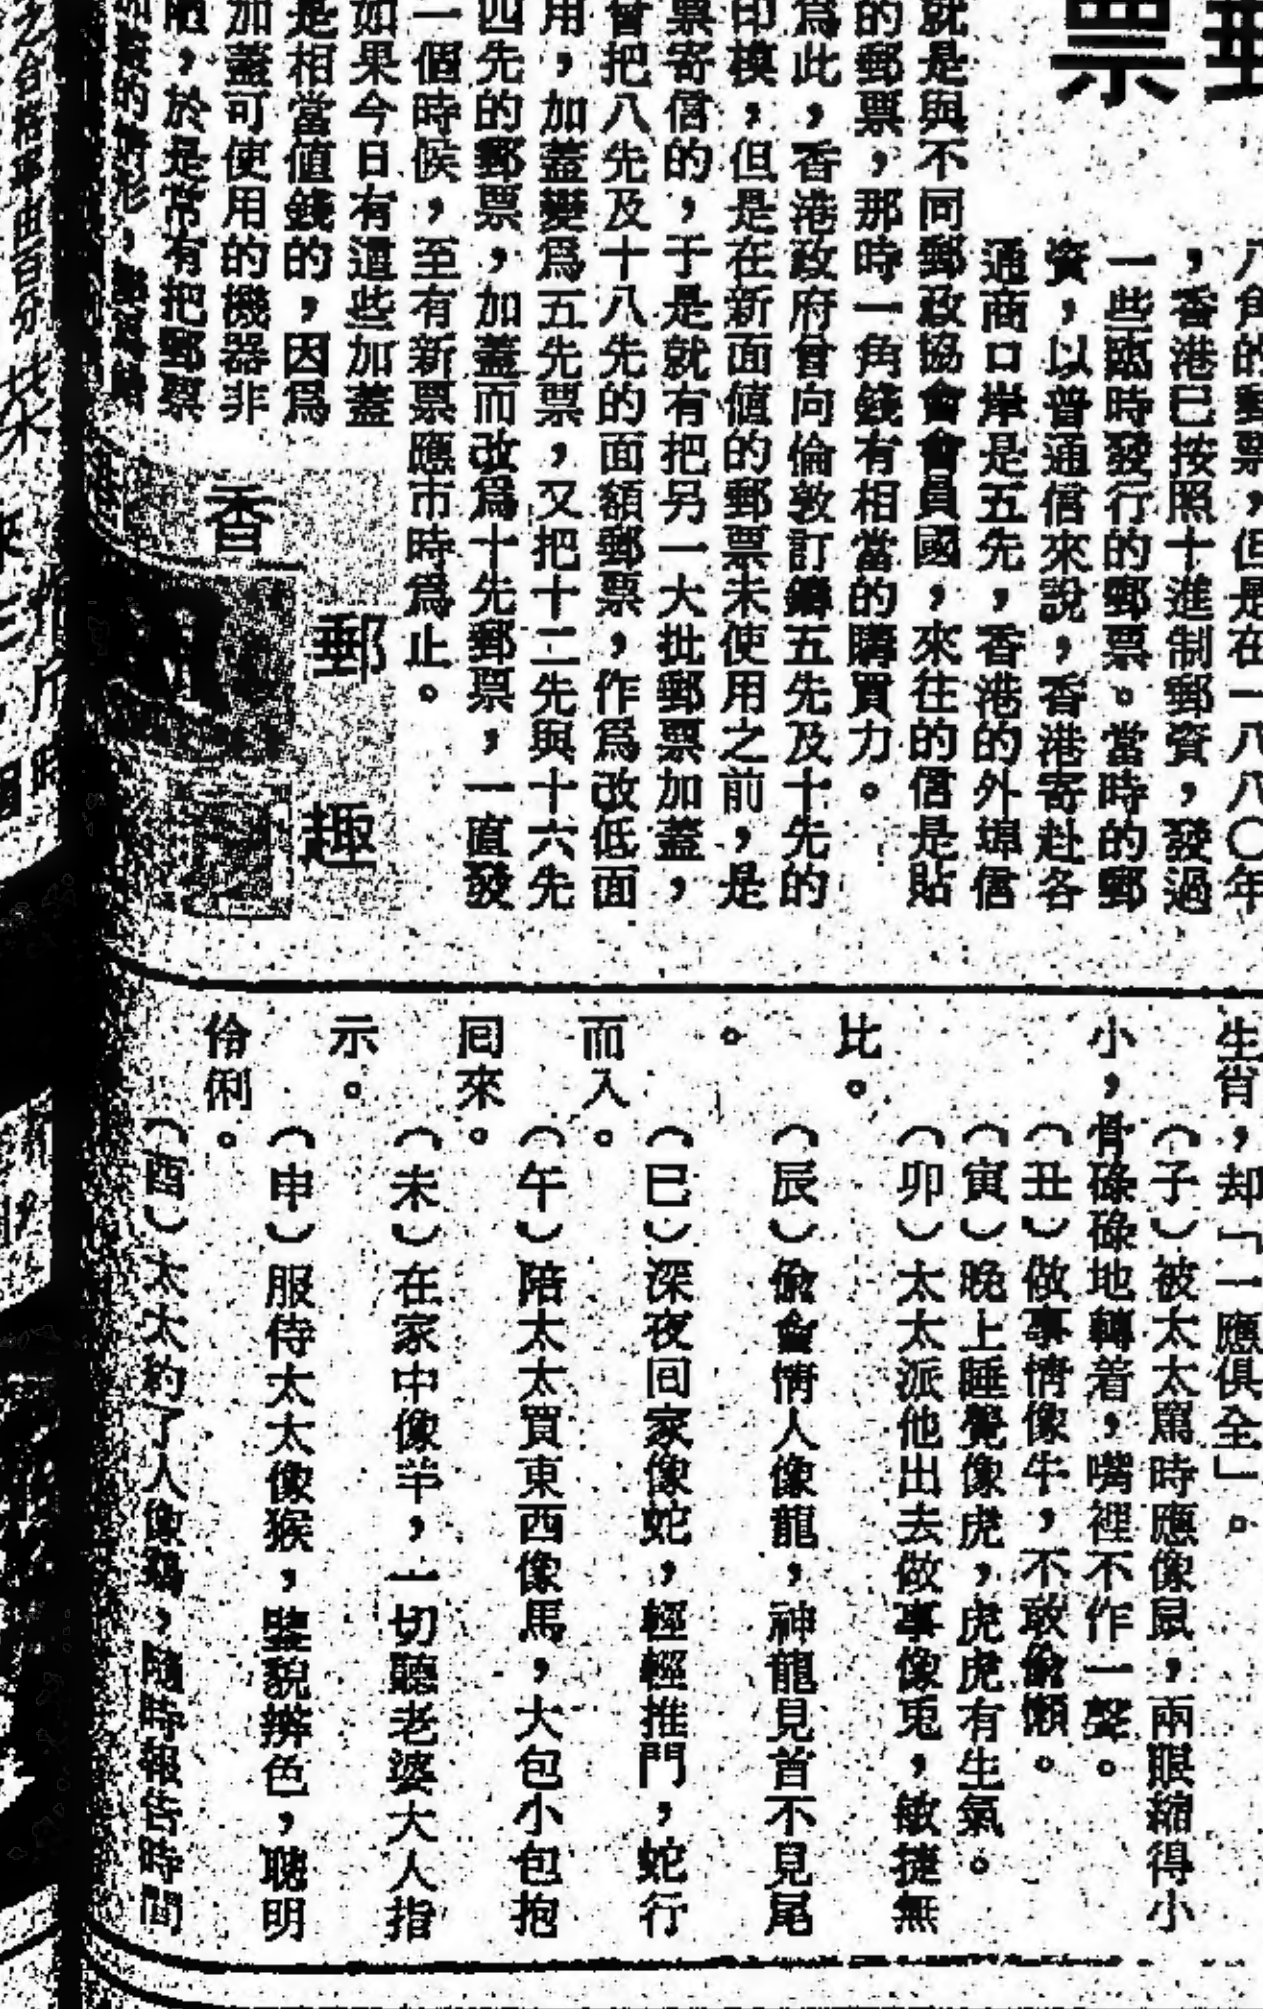 郵
票
八角的郵票，但是在一八八〇年
，香港已按照十進制郵資，發過
一些臨時發行的郵票。當時的郵
資，以普通信來說，香港寄赴各
通商口岸是五先，香港的外埠信
就是與不同郵政協會會員國，來往的信是貼
的郵票，那時一角錢有相當的購買力。
爲此，香港政府曾向倫敦訂購五先及十先的
印模，但是在新面値的郵票未使用之前，是
票寄信的，于是就有把另一大批郵票加蓋，
曾把八先及十八先的面額郵票，作爲改低面
用，加蓋變爲五先票，又把十二先與十六先
四先的郵票，加蓋而改爲十先郵票，一直發
一個時候，至有新票應市時爲止。
如果今日有這些加蓋
是相當値錢的，因爲
加蓋可使用的機器非
，於是常有把郵票
香
郵
趣
生肖，却「一應俱全」。
（子）被太太駡時應像鼠，兩眼縮得小
小，骨碌碌地轉着，嘴裡不作一聲。
（丑）做事情像牛，不敢偸懶。
（寅）晚上睡覺像虎，虎虎有生氣。
（卯）太太派他出去做事像兎，敏捷無
比。
（辰）偸會情人像龍，神龍見首不見尾
。
（巳）深夜囘家像蛇，輕輕推門，蛇行
而入。
（午）陪太太買東西像馬，大包小包抱
囘來。
（未）在家中像羊，一切聽老婆大人指
示。
（申）服侍太太像猴，鑒貌辨色，聰明
伶俐。
（酉）太太約了人像鷄，隨時報告時間